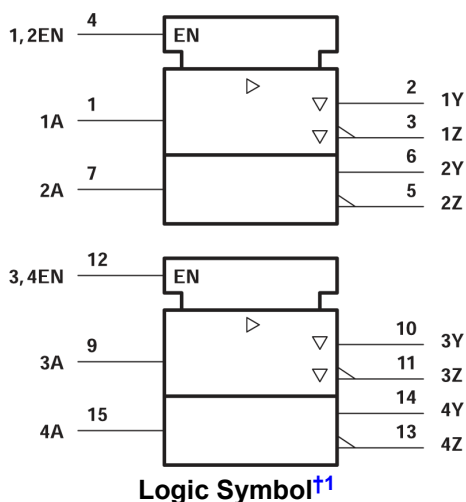 1,2EN 4 EN
1A 1 2 1Y
3 1Z
2A 7 6 2Y
5 2Z
3,4EN 12 EN
3A 9 10 3Y
11 3Z
4A 15 14 4Y
13 4Z
Logic Symbol†1